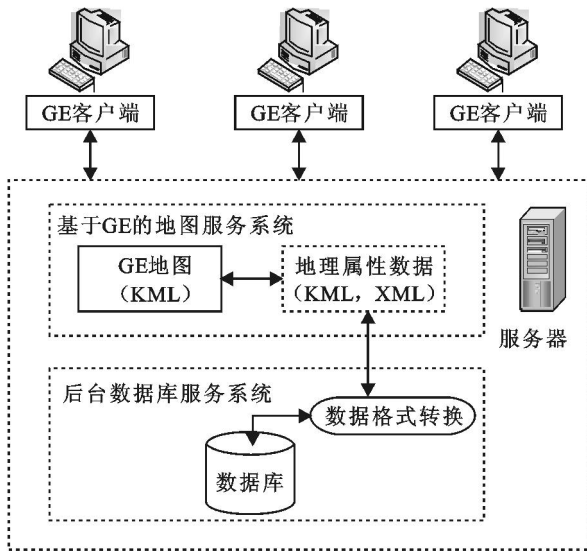 GE客户端
GE客户端
GE客户端
基于GE的地图服务系统
GE地图
（KML）
地理属性数据
（KML，XML）
服务器
后台数据库服务系统
数据格式转换
数据库